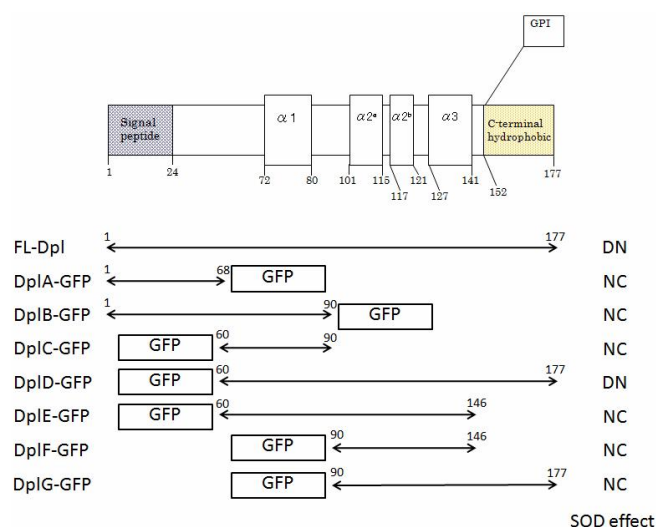 GPI
Signal peptide
α1
α2ᵃ
α2ᵇ
α3
C-terminal hydrophobic
1 24 72 80 101 115 117 121 127 141 152 177
FL-Dpl 1 177 DN
DplA-GFP 1 68 GFP NC
DplB-GFP 1 90 GFP NC
DplC-GFP GFP 60 90 NC
DplD-GFP GFP 60 177 DN
DplE-GFP GFP 60 146 NC
DplF-GFP GFP 90 146 NC
DplG-GFP GFP 90 177 NC
SOD effect